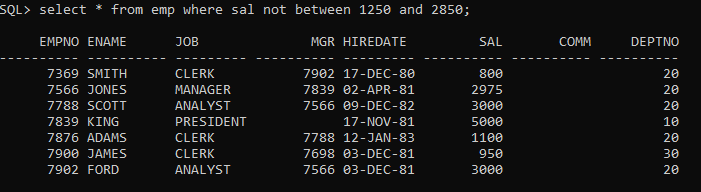 SQL> select * from emp where sal not between 1250 and 2850;
     EMPNO ENAME      JOB              MGR HIREDATE         SAL       COMM     DEPTNO
---------- ---------- --------- ---------- --------- ---------- ---------- ----------
      7369 SMITH      CLERK           7902 17-DEC-80        800                    20
      7566 JONES      MANAGER         7839 02-APR-81       2975                    20
      7788 SCOTT      ANALYST         7566 09-DEC-82       3000                    20
      7839 KING       PRESIDENT            17-NOV-81       5000                    10
      7876 ADAMS      CLERK           7788 12-JAN-83       1100                    20
      7900 JAMES      CLERK           7698 03-DEC-81        950                    30
      7902 FORD       ANALYST         7566 03-DEC-81       3000                    20